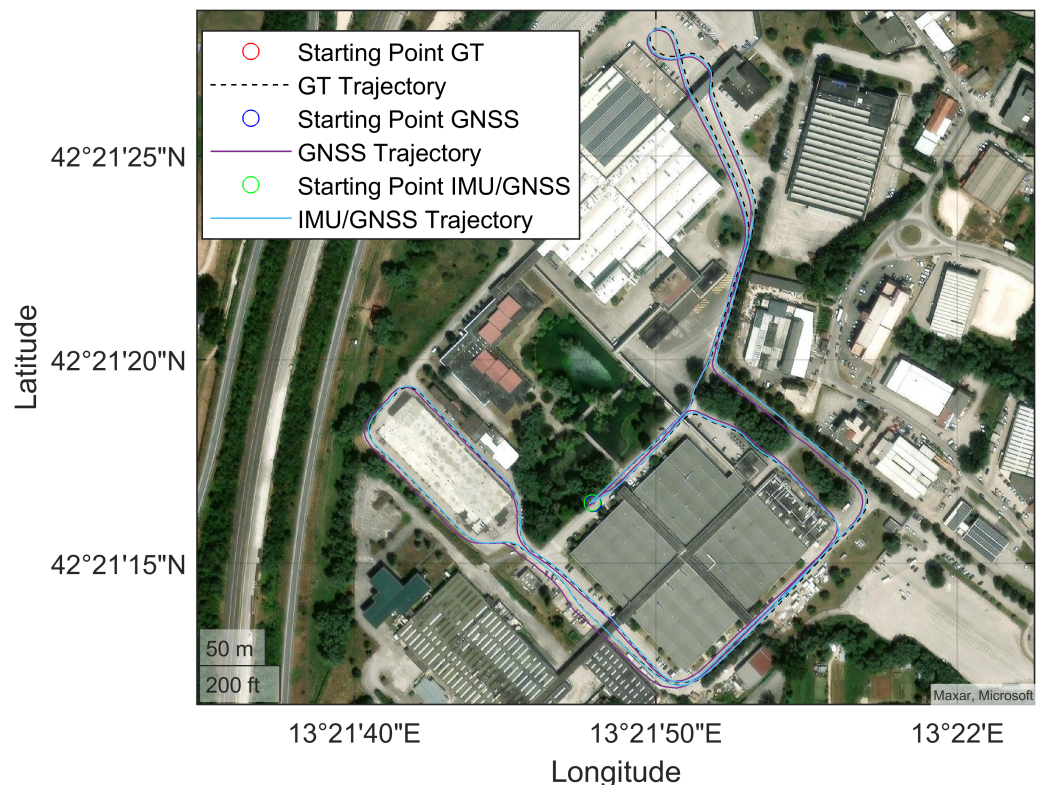 Starting Point GT
GT Trajectory
Starting Point GNSS
GNSS Trajectory
Starting Point IMU/GNSS
IMU/GNSS Trajectory
42°21'25"N
42°21'20"N
42°21'15"N
Latitude
50 m
200 ft
Maxar, Microsoft
13°21'40"E
13°21'50"E
13°22'E
Longitude